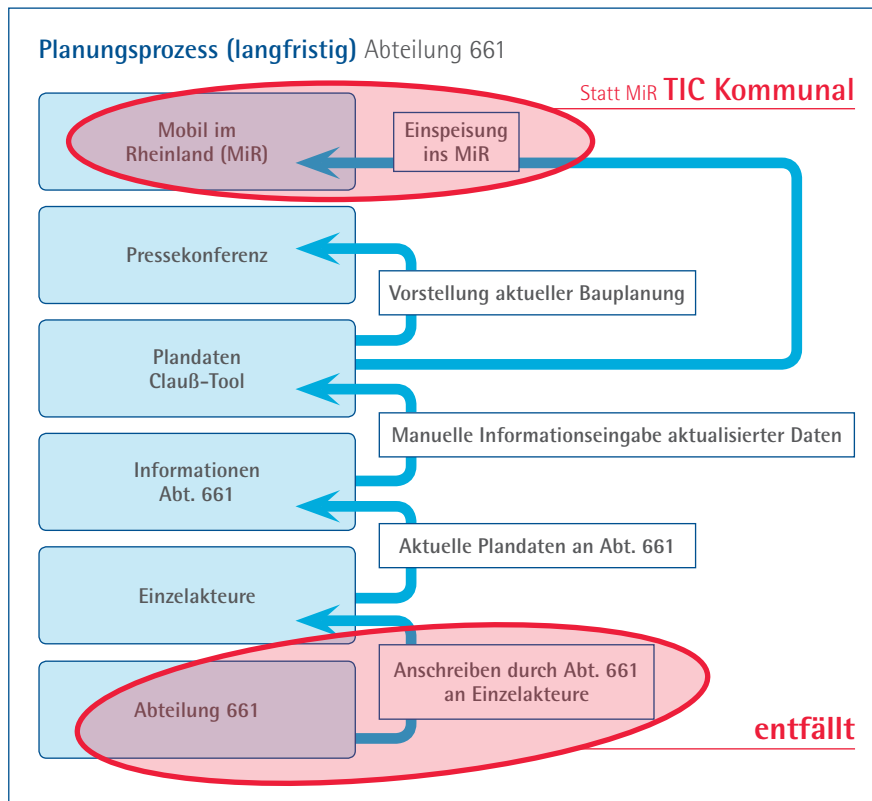 Planungsprozess (langfristig) Abteilung 661
Statt MiR TIC Kommunal
Mobil im
Rheinland (MiR)
Einspeisung
ins MiR
Pressekonferenz
Vorstellung aktueller Bauplanung
Plandaten
Clauß-Tool
Manuelle Informationseingabe aktualisierter Daten
Informationen
Abt. 661
Aktuelle Plandaten an Abt. 661
Einzelakteure
Anschreiben durch Abt. 661
an Einzelakteure
Abteilung 661
entfällt